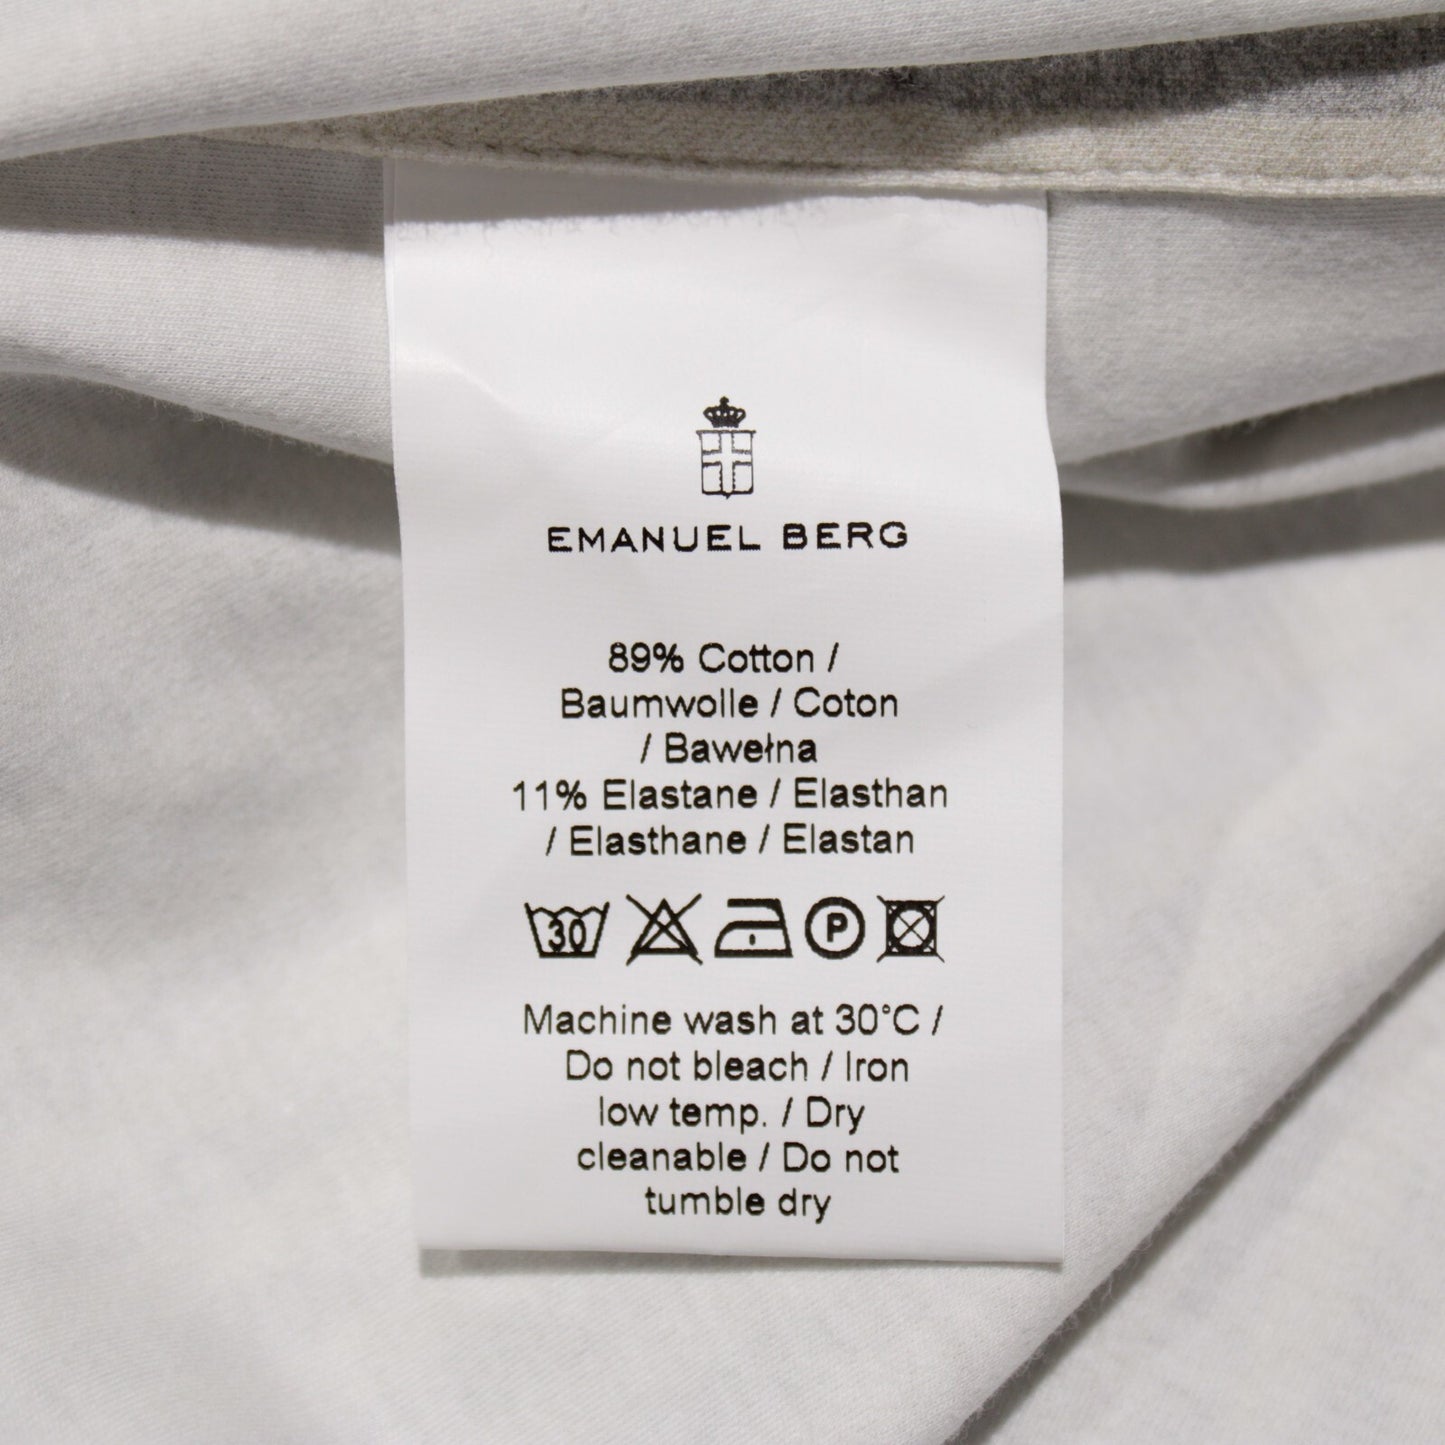 EMANUEL BERG
89% Cotton /
Baumwolle / Coton
/ Bawełna
11% Elastane / Elasthan
/ Elasthane / Elastan
30 P
Machine wash at 30°C /
Do not bleach / Iron
low temp. / Dry
cleanable / Do not
tumble dry